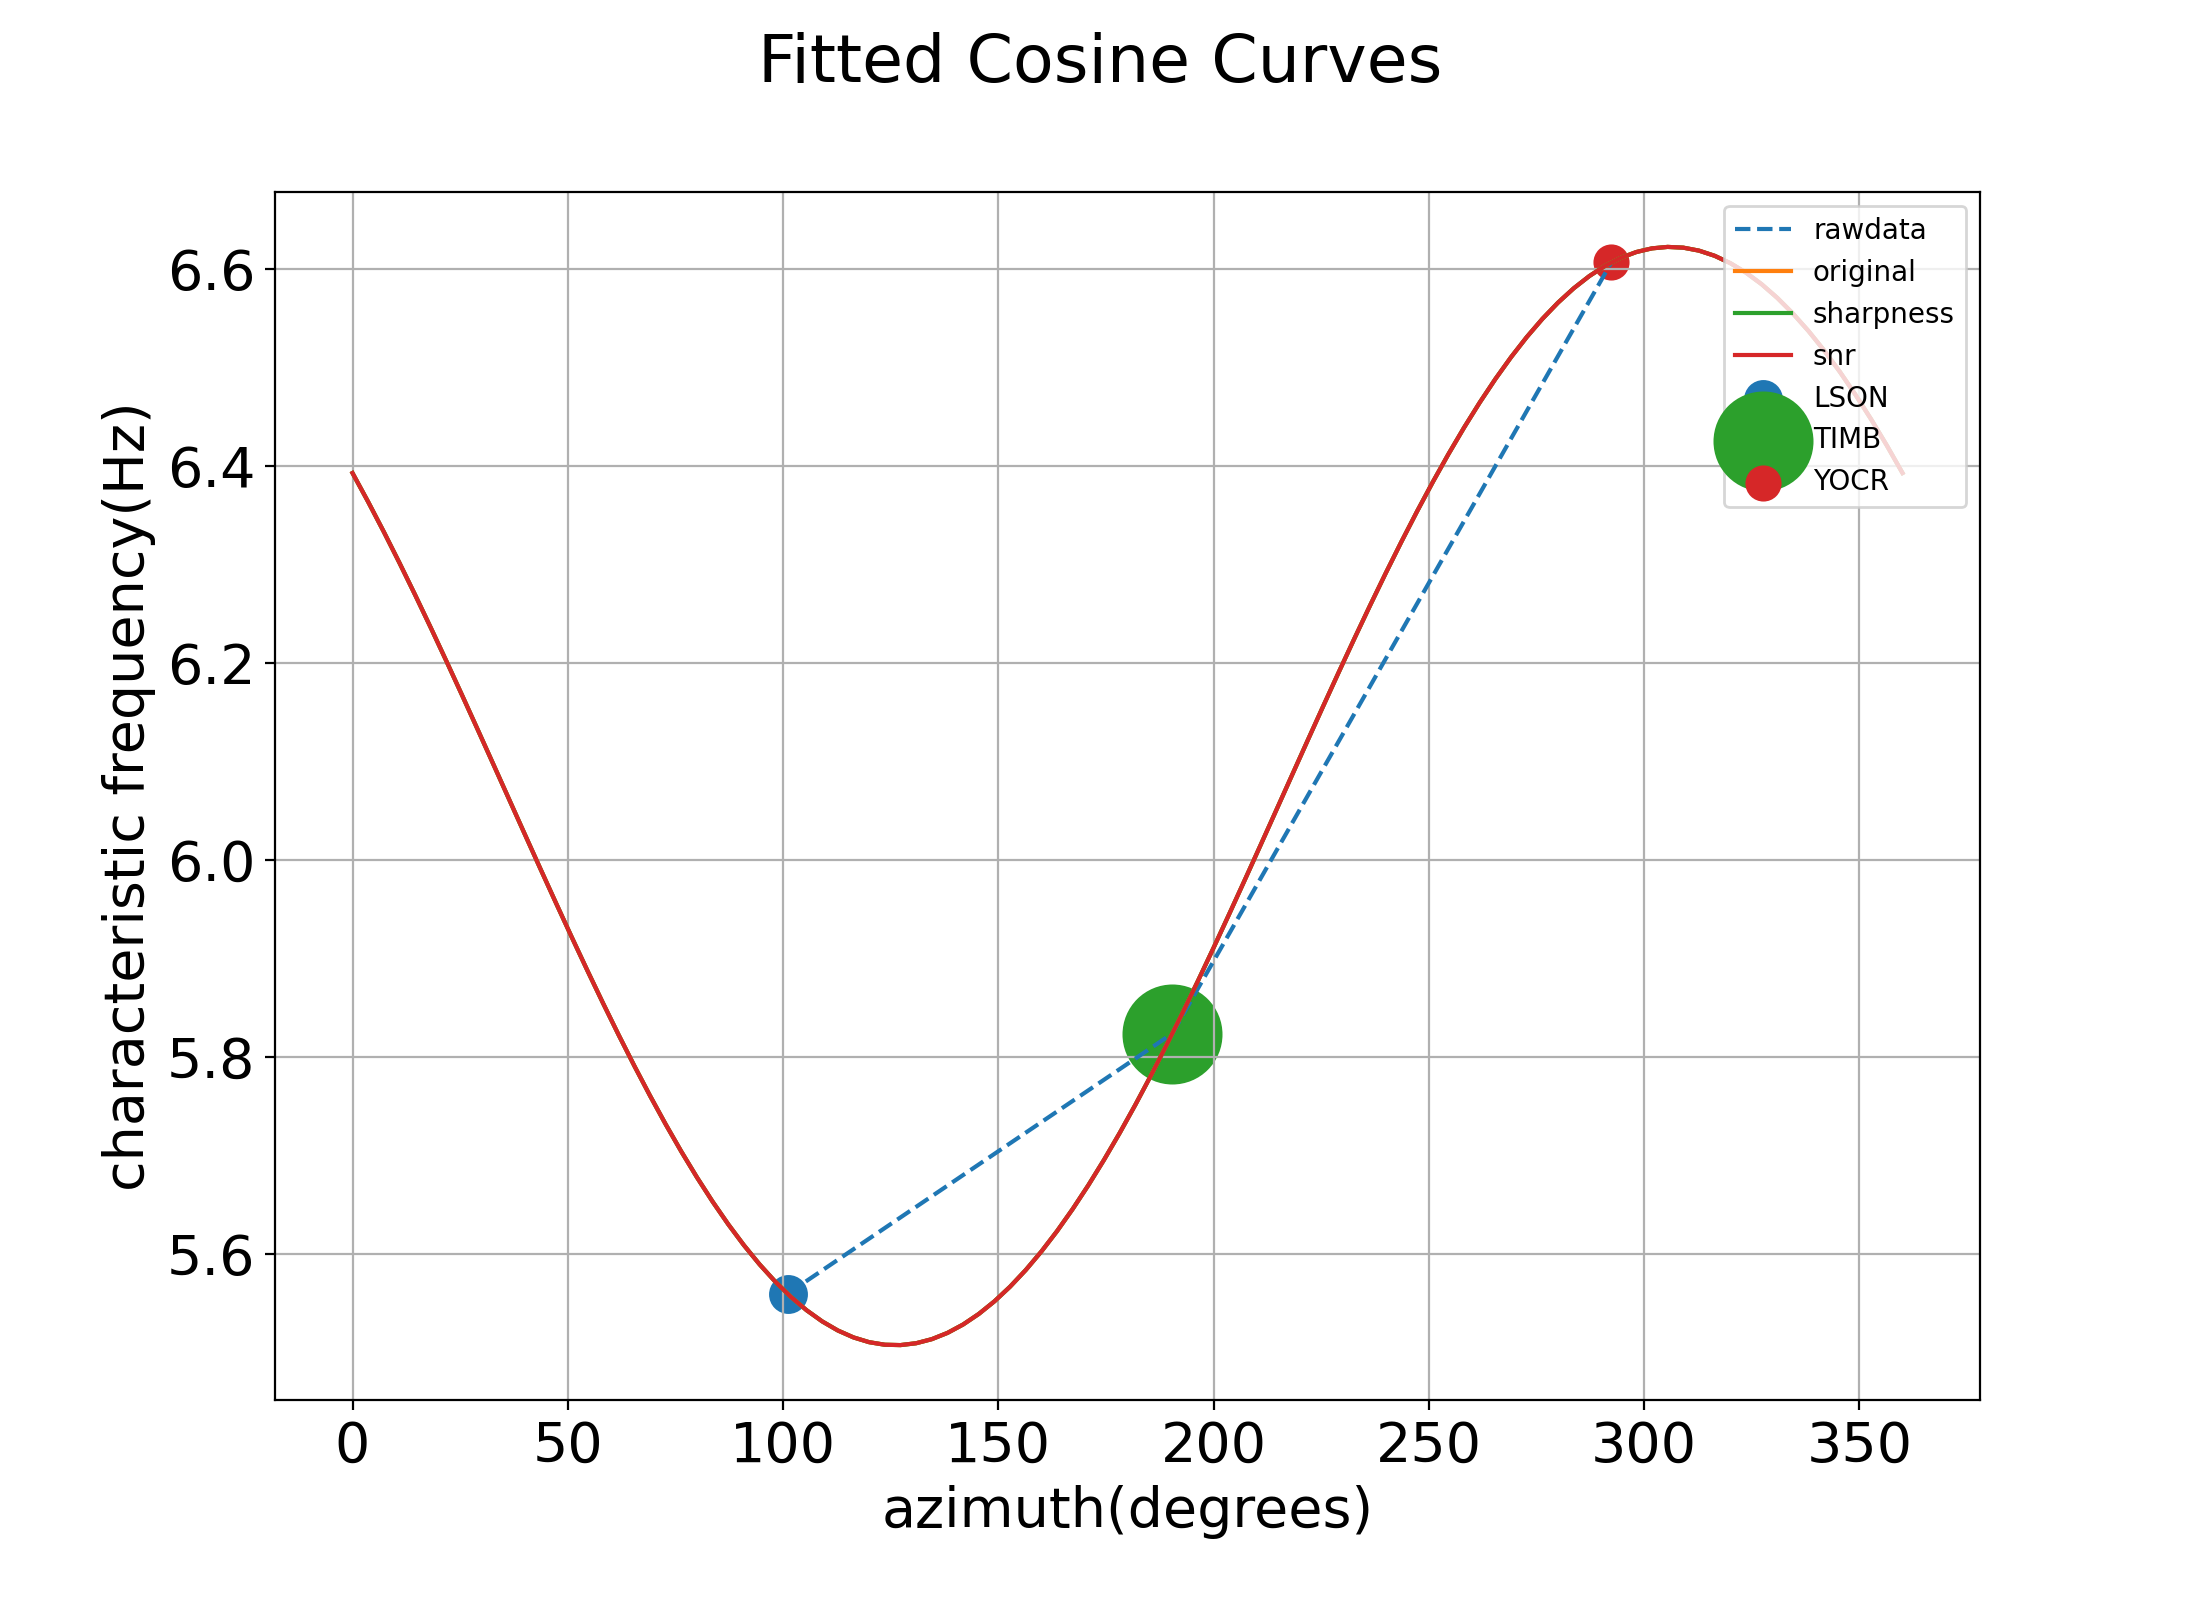 Fitted Cosine Curves
characteristic frequency(Hz)
6.6
6.4
6.2
6.0
5.8
5.6
rawdata
original
sharpness
snr
LSON
TIMB
YOCR
0 50 100 150 200 250 300 350
azimuth(degrees)